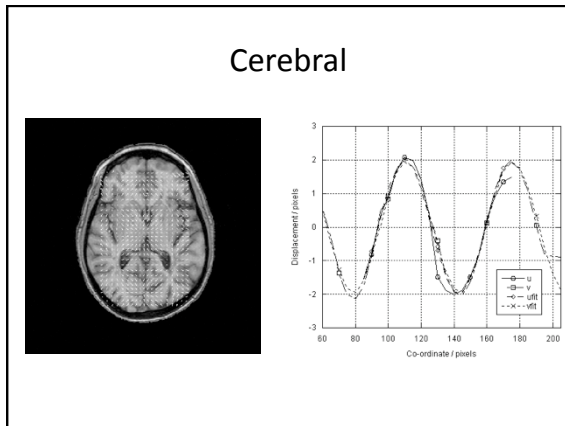 Cerebral
3
2
1
0
-1
-2
-3
Displacement / pixels
60 80 100 120 140 160 180 200
Co-ordinate / pixels
u
v
ufit
vfit